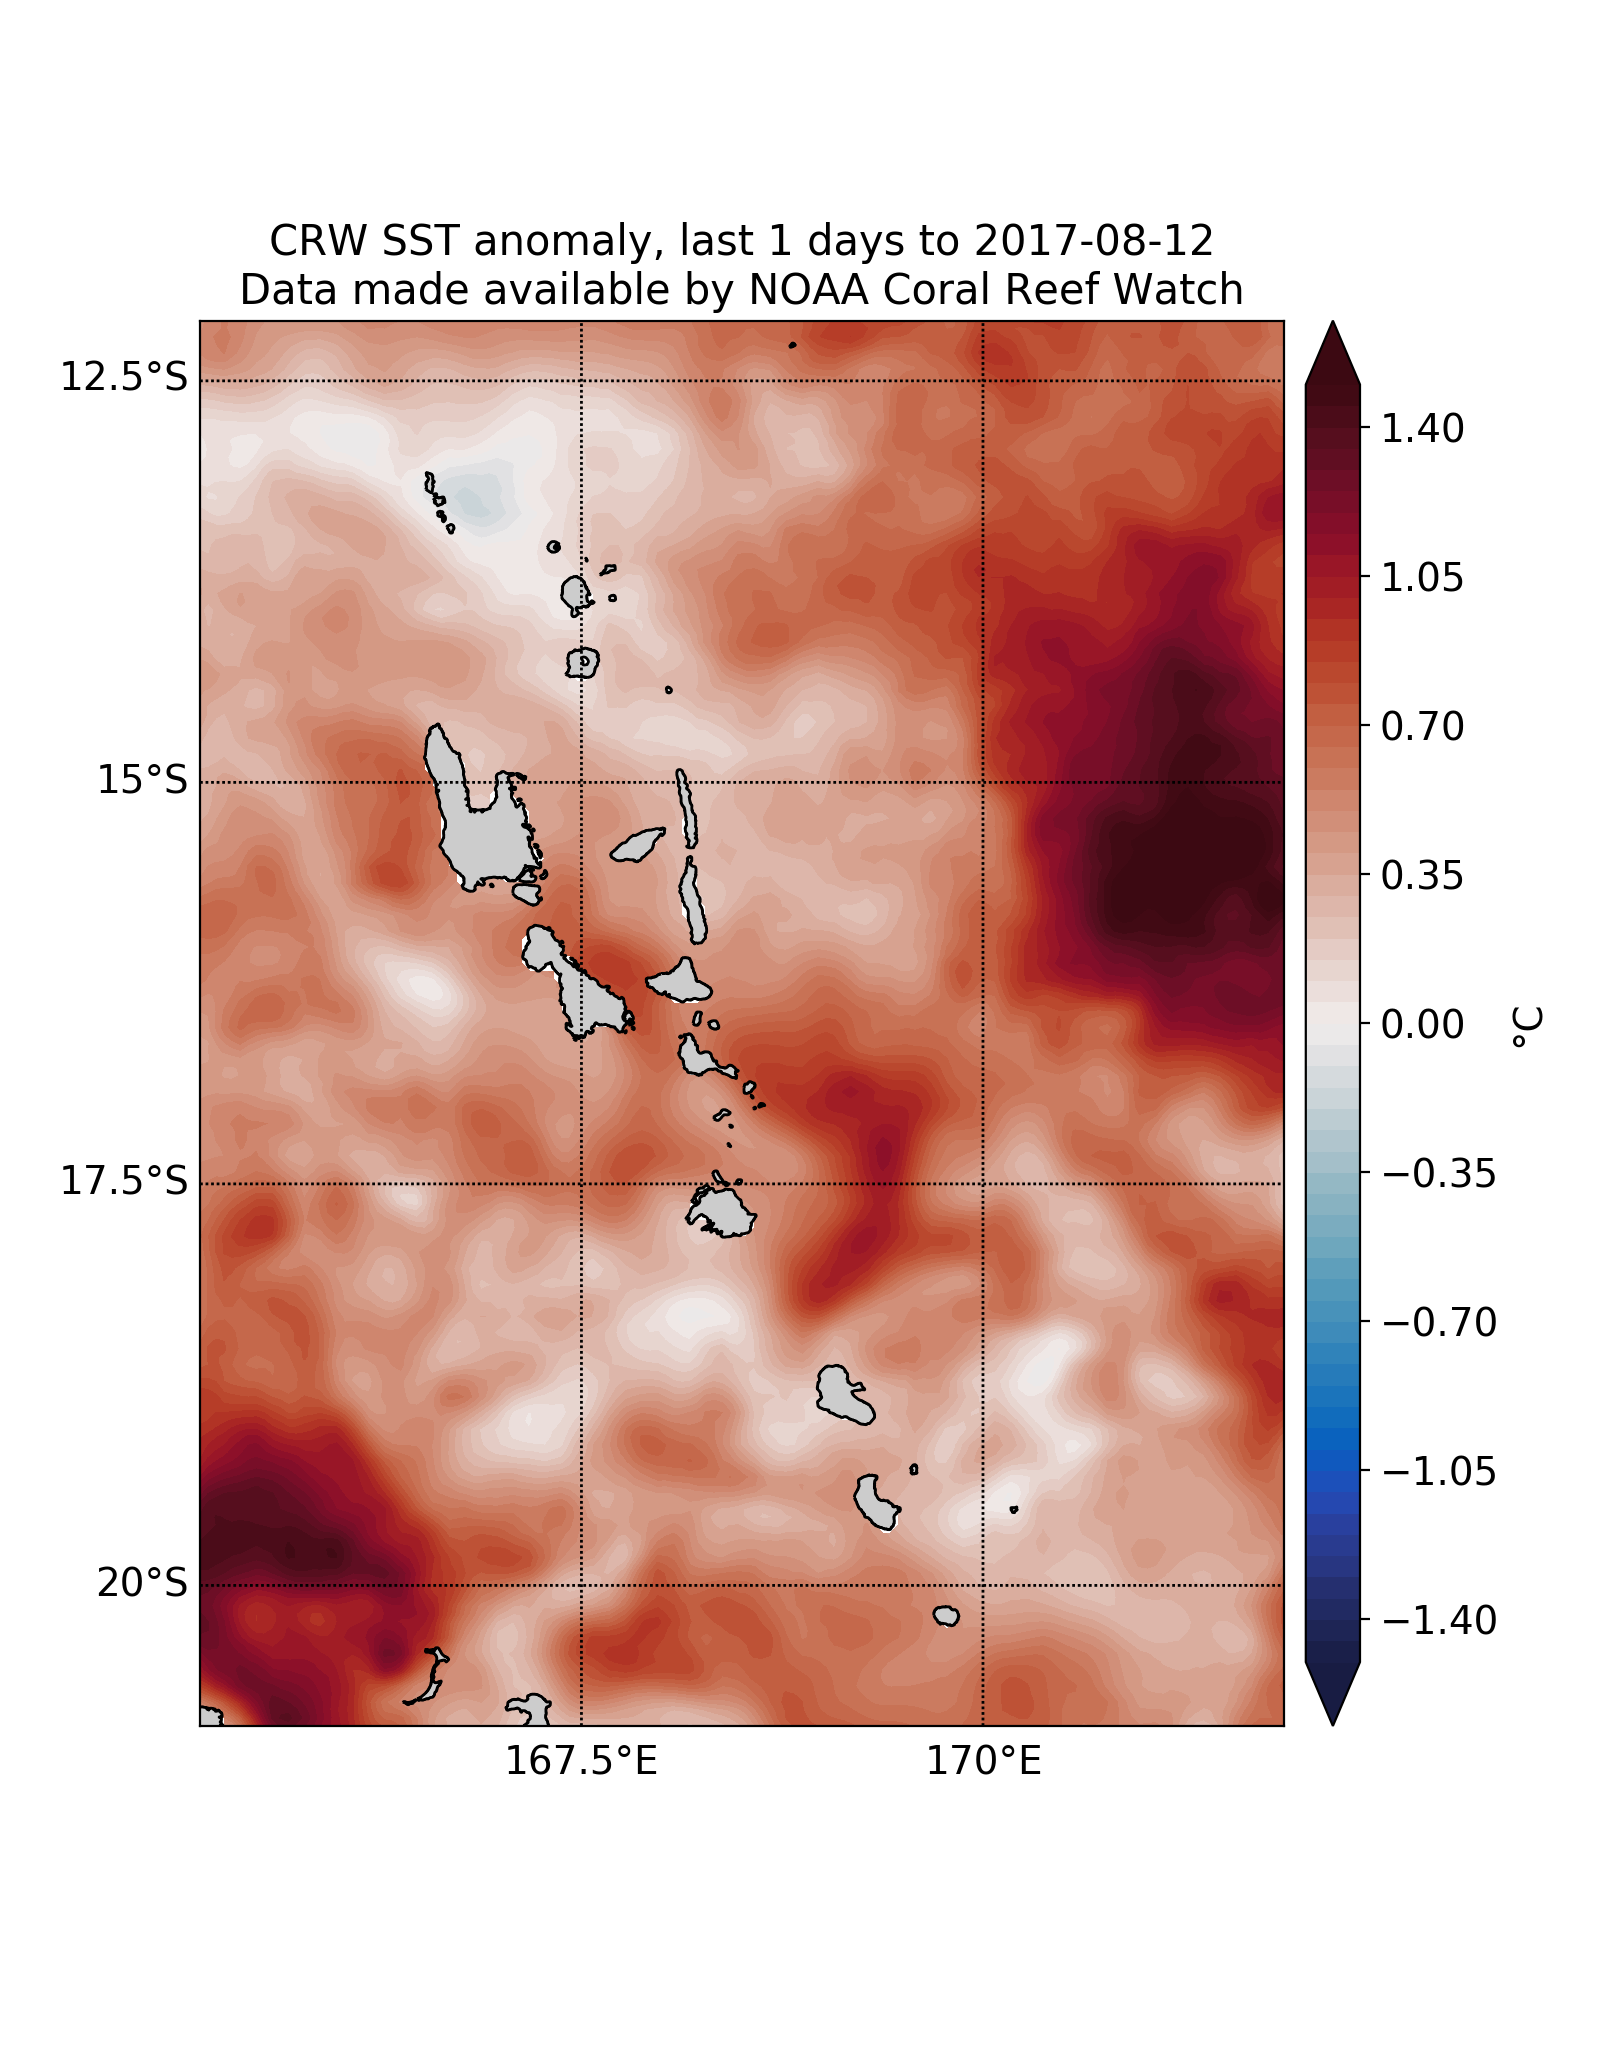 CRW SST anomaly, last 1 days to 2017-08-12
Data made available by NOAA Coral Reef Watch
12.5°S
15°S
17.5°S
20°S
167.5°E
170°E
1.40
1.05
0.70
0.35
0.00
−0.35
−0.70
−1.05
−1.40
°C